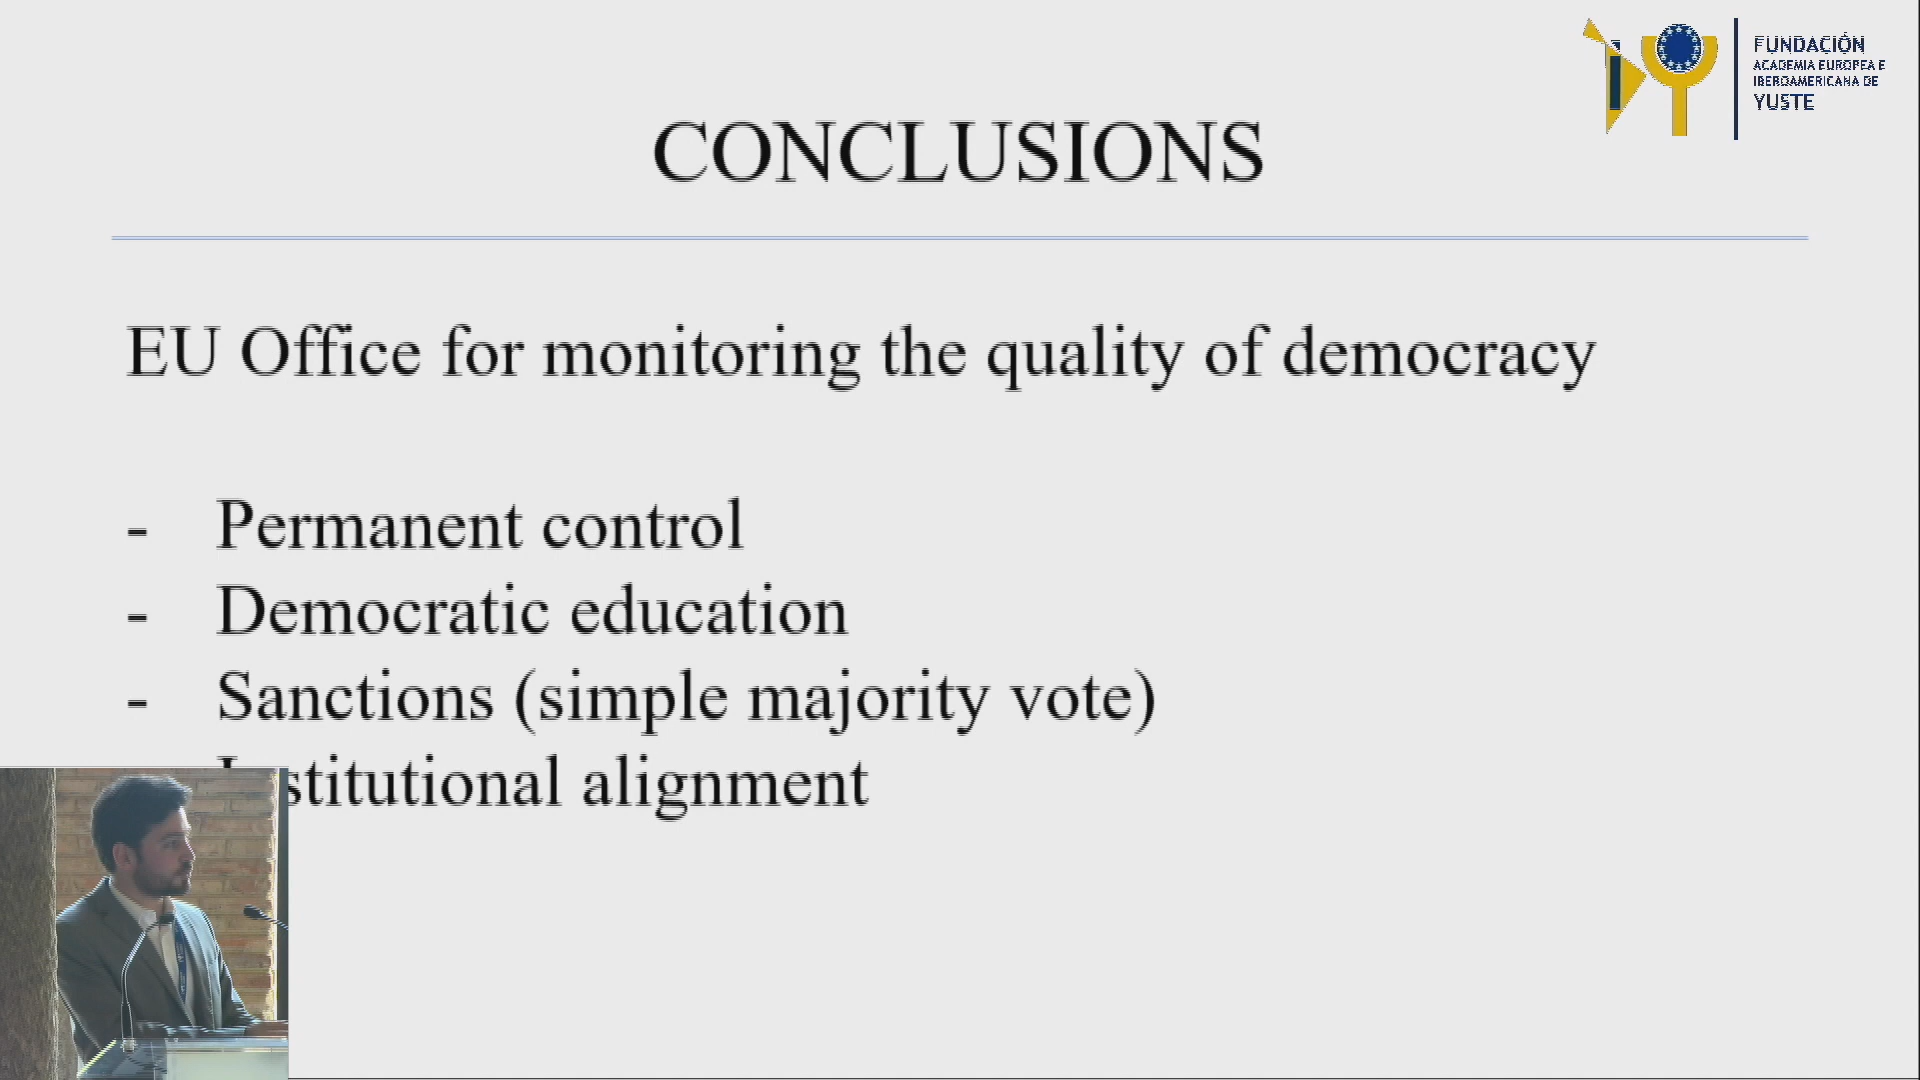 FUNDACIÓN
ACADEMIA EUROPEA E
IBEROAMERICANA DE
YUSTE
CONCLUSIONS
EU Office for monitoring the quality of democracy
- Permanent control
- Democratic education
- Sanctions (simple majority vote)
Institutional alignment